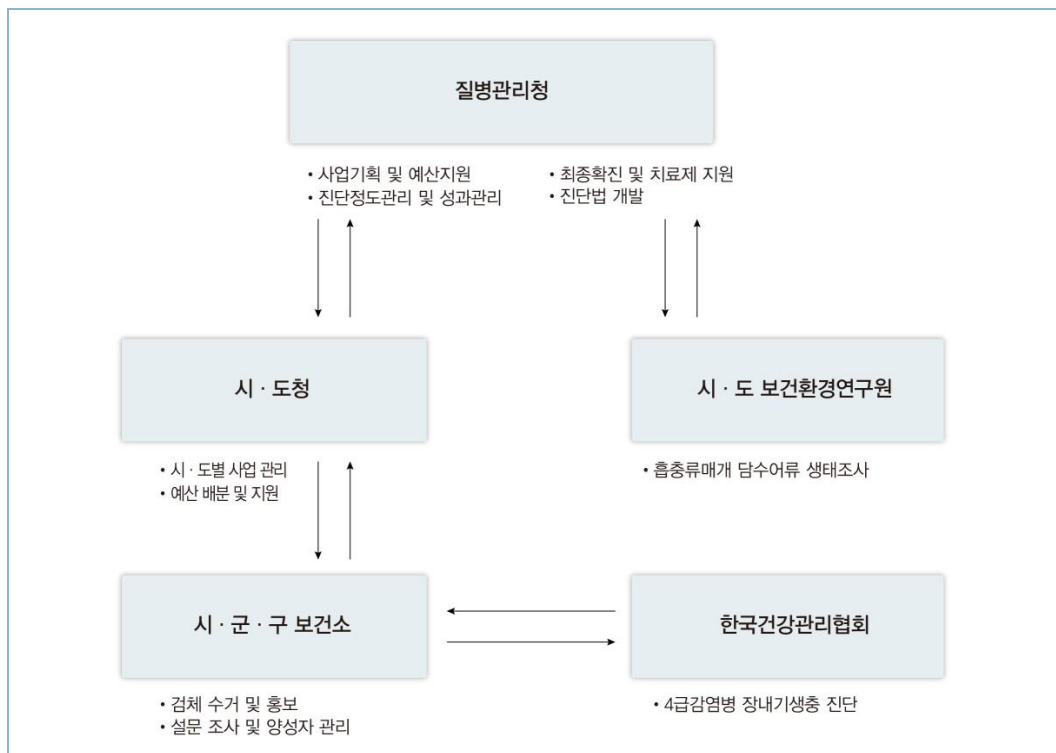 질병관리청
• 사업기획 및 예산지원
• 진단정도관리 및 성과관리
• 최종확진 및 치료제 지원
• 진단법 개발
시 · 도청
• 시 · 도별 사업 관리
• 예산 배분 및 지원
시 · 도 보건환경연구원
• 흡충류매개 담수어류 생태조사
시 · 군 · 구 보건소
• 검체 수거 및 홍보
• 설문 조사 및 양성자 관리
한국건강관리협회
• 4급감염병 장내기생충 진단